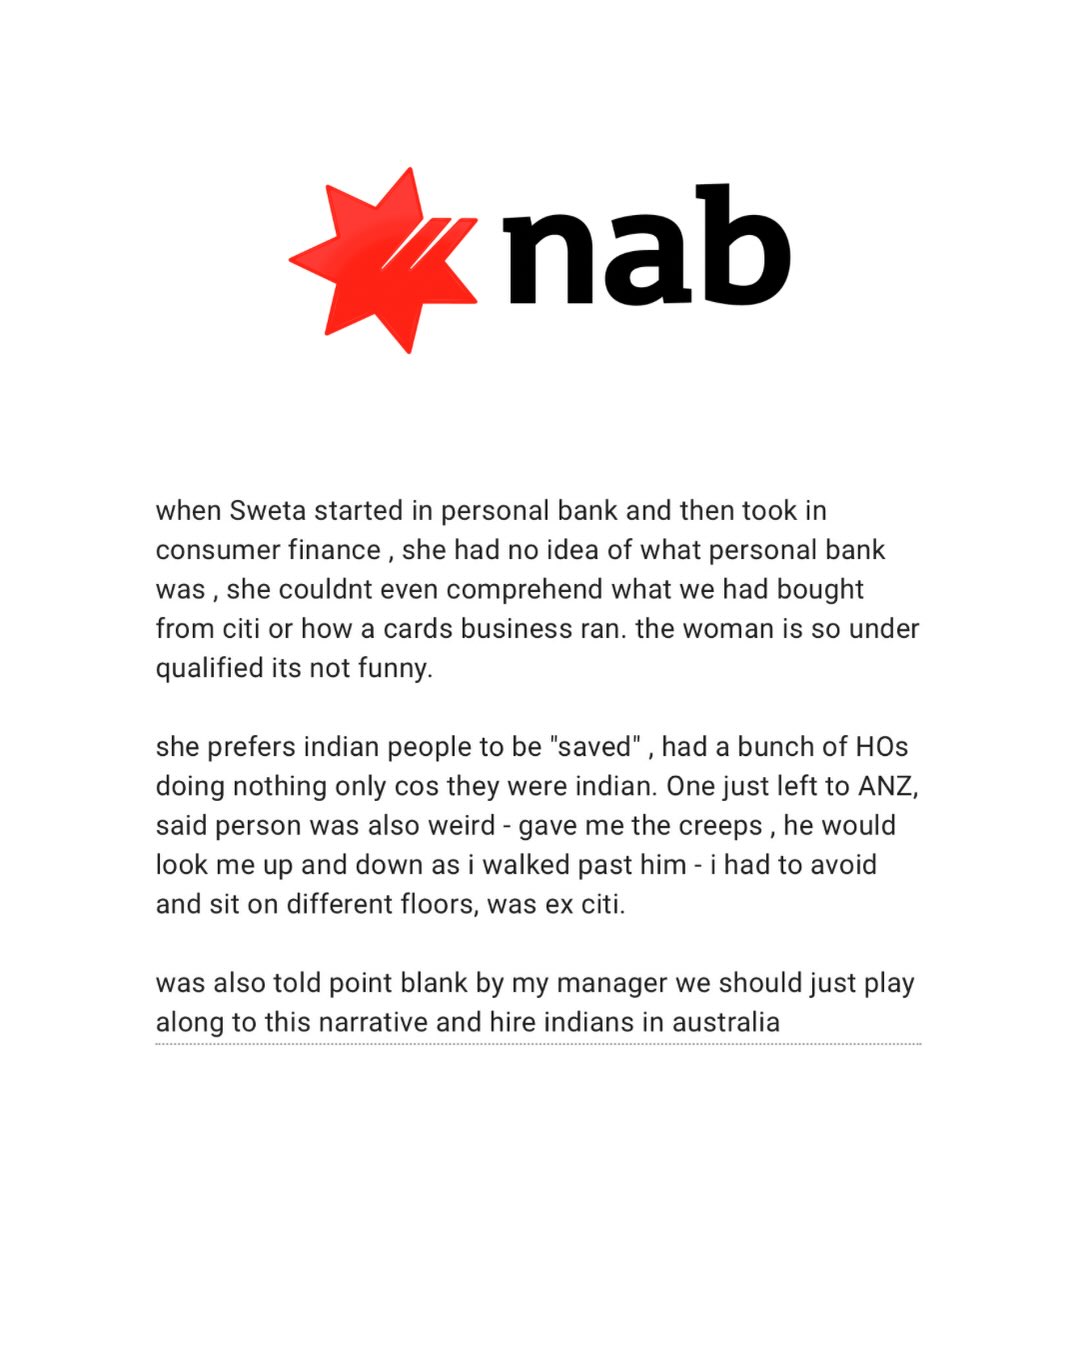 nab
when Sweta started in personal bank and then took in
consumer finance , she had no idea of what personal bank
was , she couldnt even comprehend what we had bought
from citi or how a cards business ran. the woman is so under
qualified its not funny.
she prefers indian people to be "saved" , had a bunch of HOs
doing nothing only cos they were indian. One just left to ANZ,
said person was also weird - gave me the creeps , he would
look me up and down as i walked past him - i had to avoid
and sit on different floors, was ex citi.
was also told point blank by my manager we should just play
along to this narrative and hire indians in australia